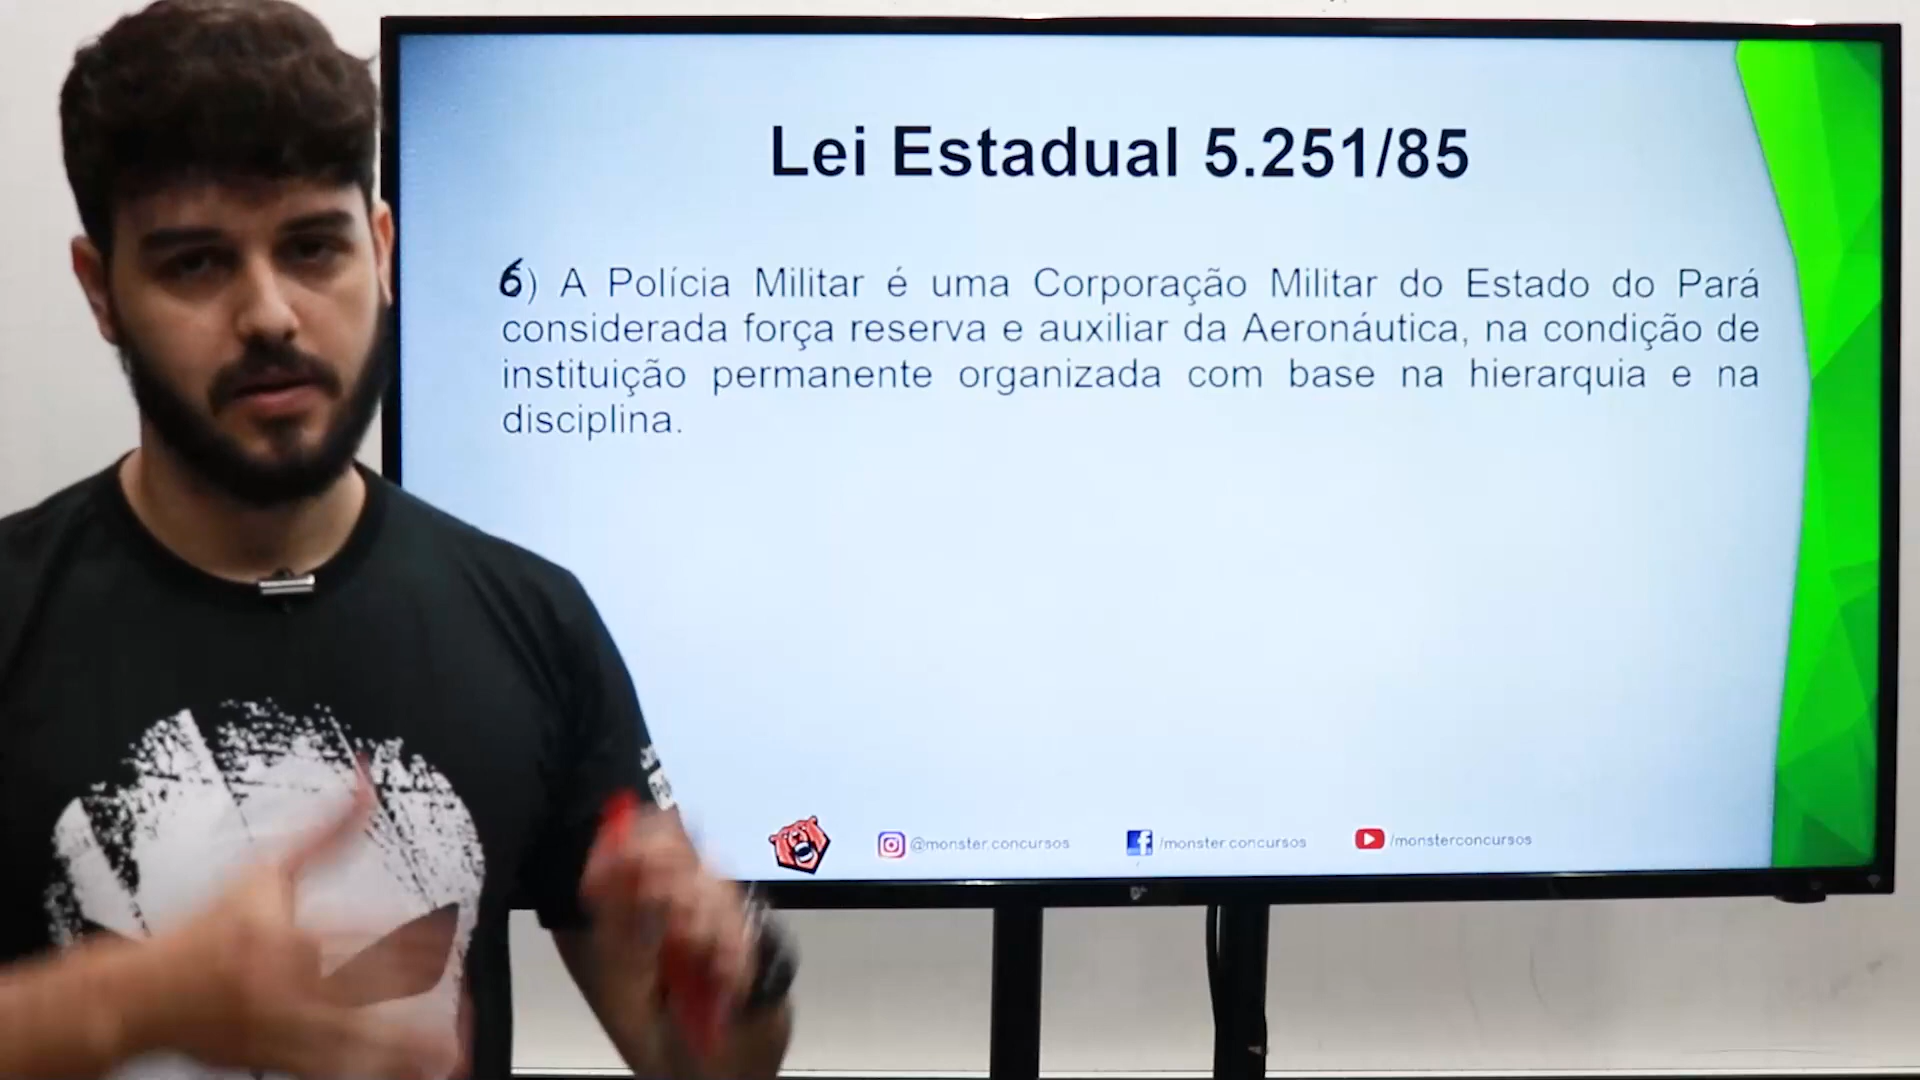 Lei Estadual 5.251/85
6) A Polícia Militar é uma Corporação Militar do Estado do Pará
considerada força reserva e auxiliar da Aeronáutica, na condição de
instituição permanente organizada com base na hierarquia e na
disciplina.
@monster.concursos
/monster.concursos
/monsterconcursos